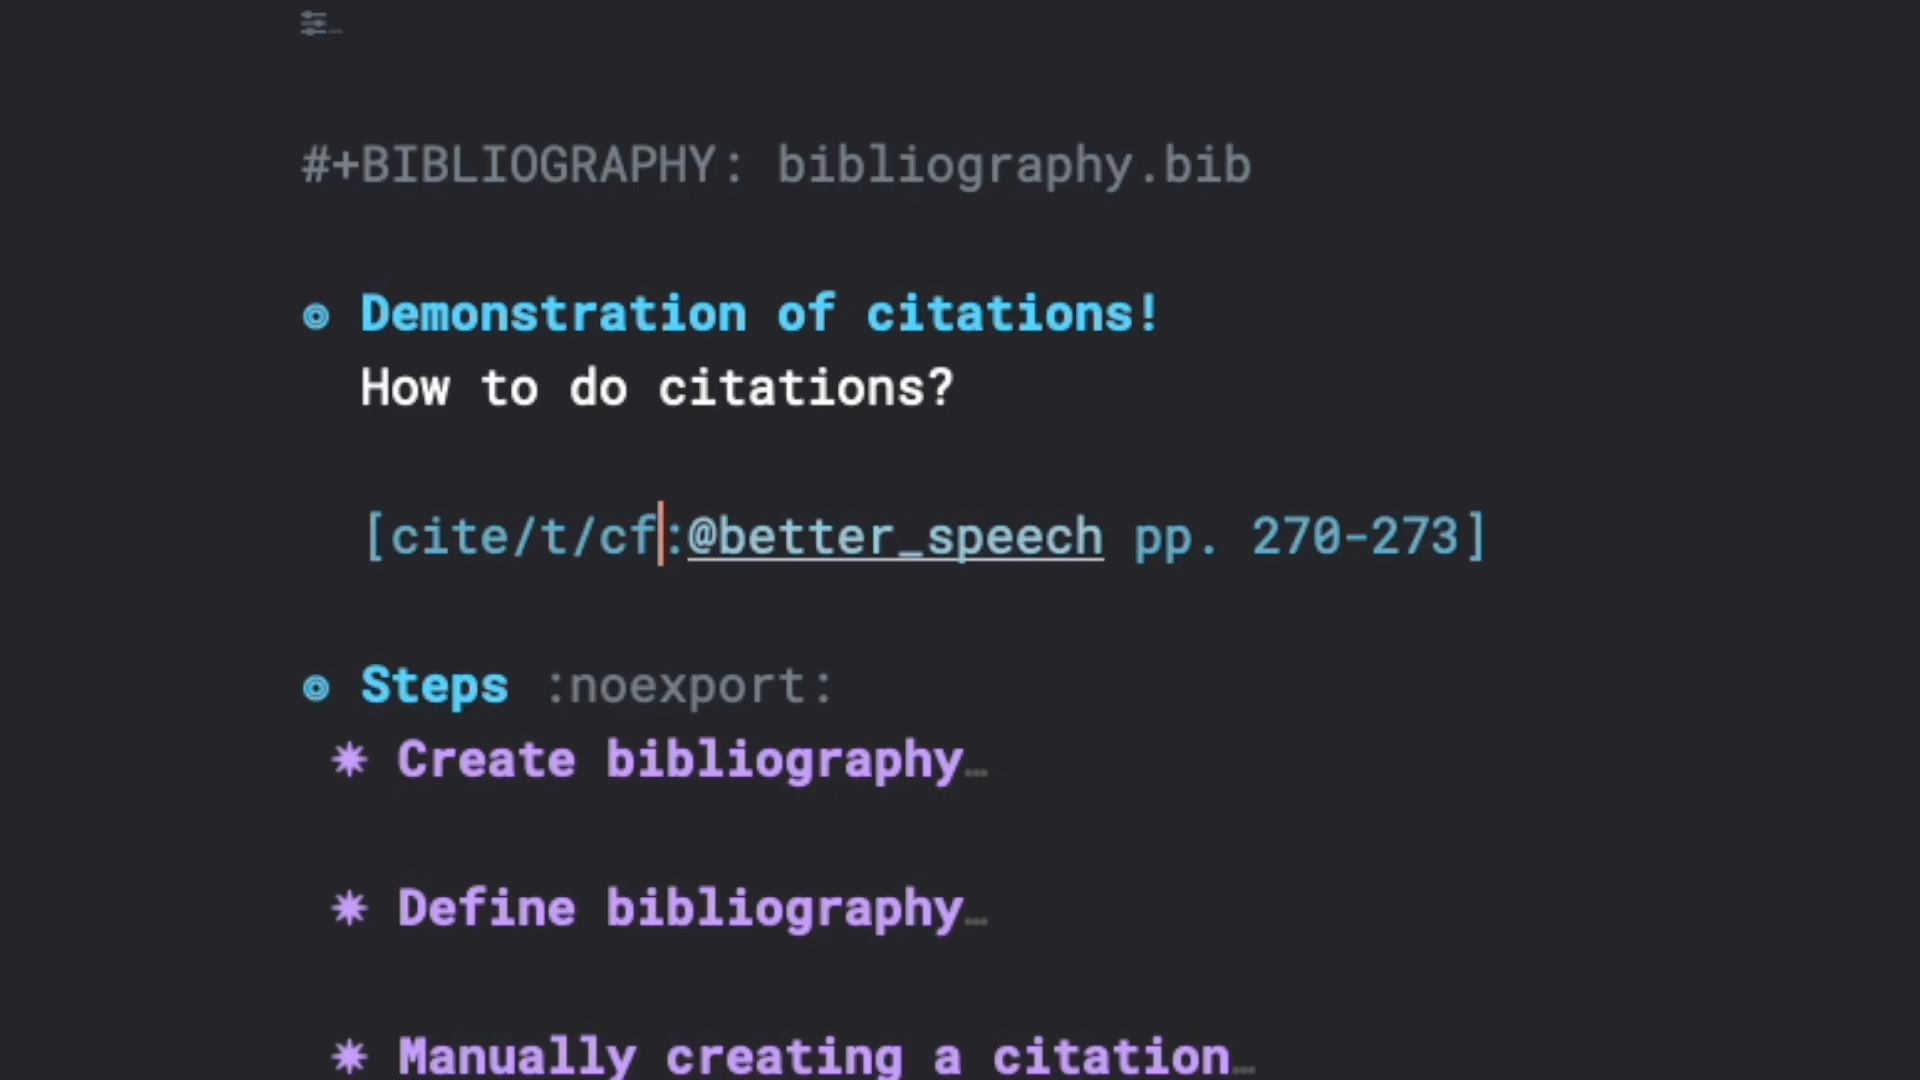 #+BIBLIOGRAPHY: bibliography.bib
Demonstration of citations!
How to do citations?
[cite/t/cf:@better_speech pp. 270-273]
Steps :noexport:
Create bibliography…
Define bibliography…
Manually creating a citation…